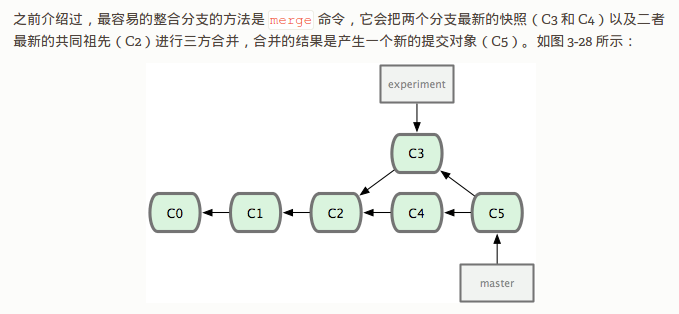 之前介绍过，最容易的整合分支的方法是 merge 命令，它会把两个分支最新的快照（C3 和 C4）以及二者
最新的共同祖先（C2）进行三方合并，合并的结果是产生一个新的提交对象（C5）。如图 3-28 所示：
experiment
C3
C0 C1 C2 C4 C5
master